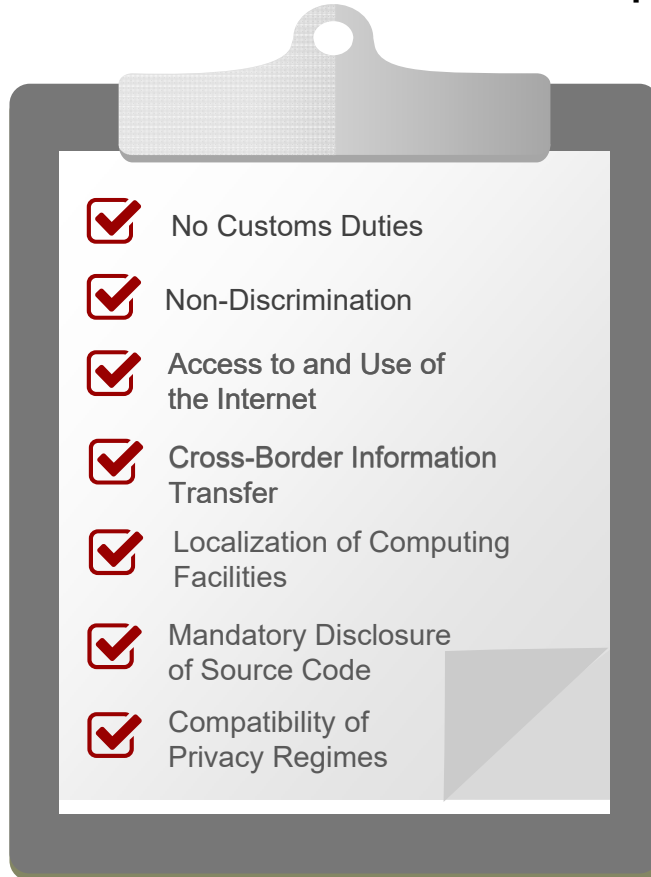 No Customs Duties
Non-Discrimination
Access to and Use of
the Internet
Cross-Border Information
Transfer
Localization of Computing
Facilities
Mandatory Disclosure
of Source Code
Compatibility of
Privacy Regimes